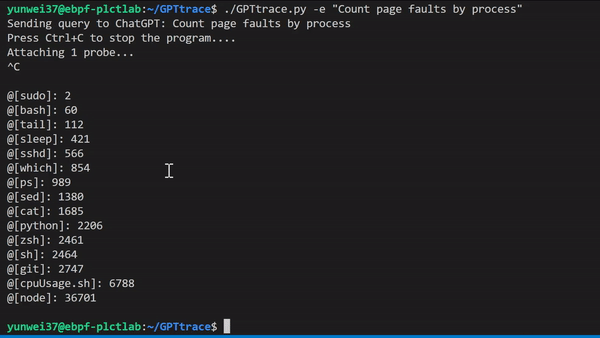 yunwei37@ebpf-plctlab:~/GPTtrace$ ./GPTtrace.py -e "Count page faults by process"
Sending query to ChatGPT: Count page faults by process
Press Ctrl+C to stop the program....
Attaching 1 probe...
^C
@[sudo]: 2
@[bash]: 60
@[tail]: 112
@[sleep]: 421
@[sshd]: 566
@[which]: 854
@[ps]: 989
@[sed]: 1380
@[cat]: 1685
@[python]: 2206
@[zsh]: 2461
@[sh]: 2464
@[git]: 2747
@[cpuUsage.sh]: 6788
@[node]: 36701
yunwei37@ebpf-plctlab:~/GPTtrace$